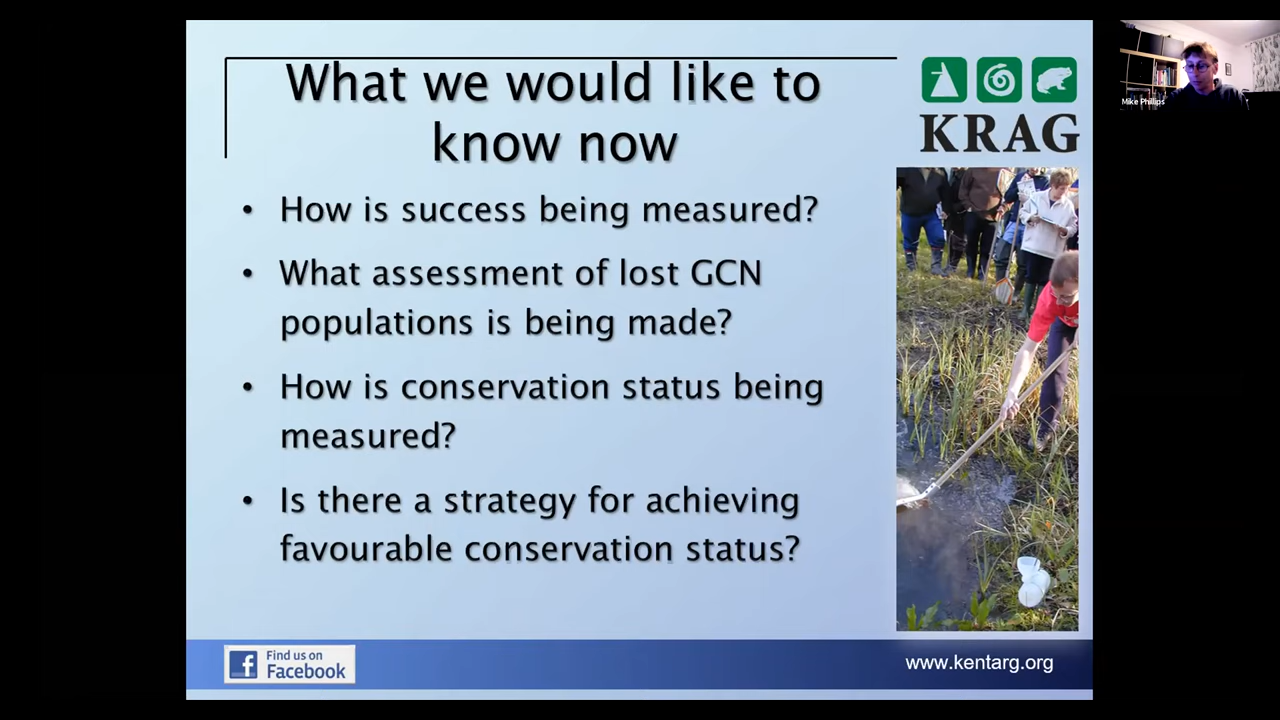 What we would like to
know now
KRAG
Mike Phillips
• How is success being measured?
• What assessment of lost GCN
populations is being made?
• How is conservation status being
measured?
• Is there a strategy for achieving
favourable conservation status?
Find us on
Facebook
www.kentarg.org